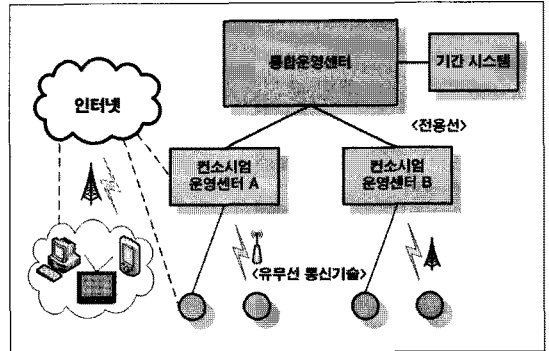 통합운영센터
기간 시스템
인터넷
<전용선>
컨소시엄
운영센터 A
컨소시엄
운영센터 B
<유무선 통신기술>